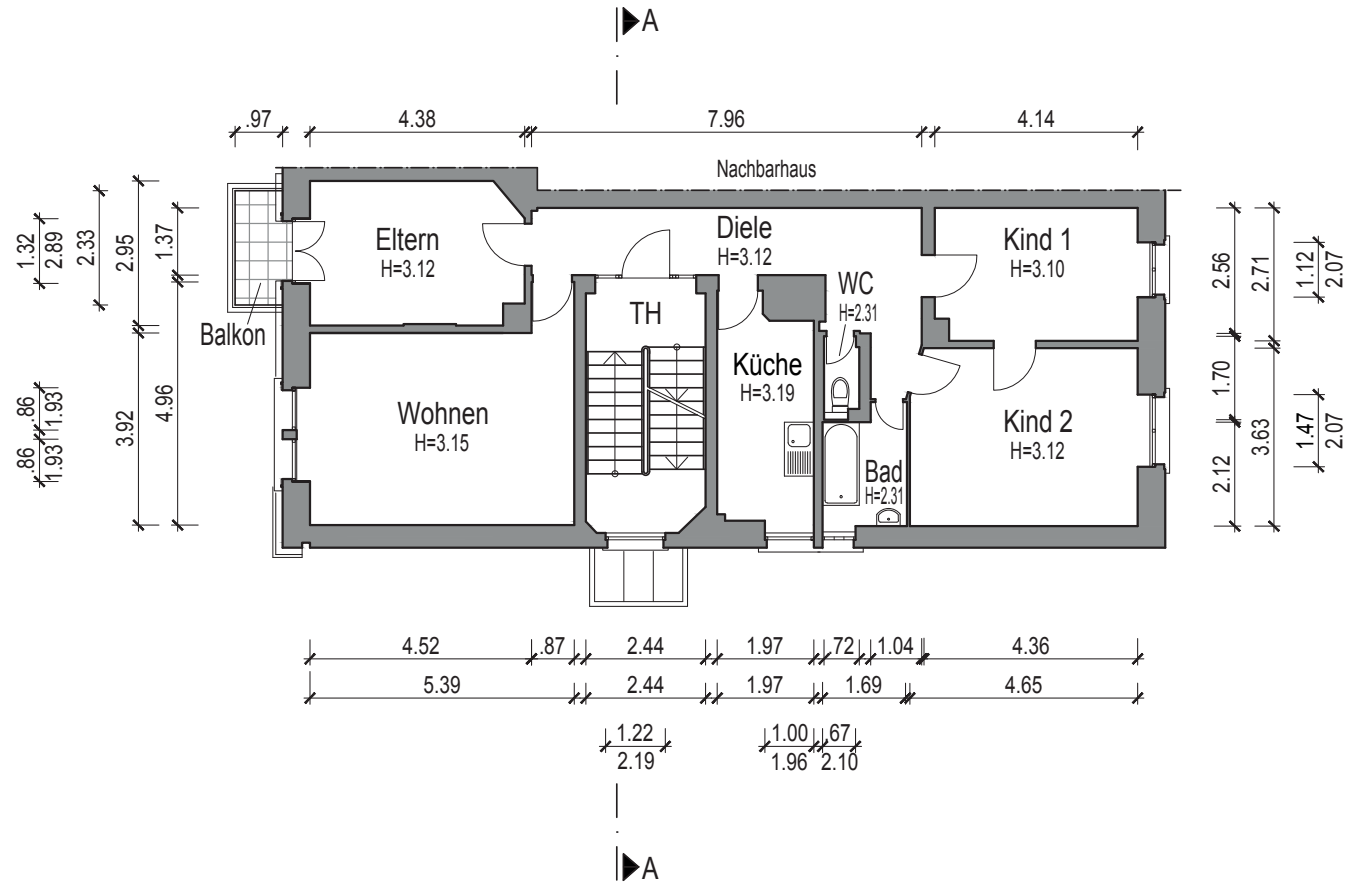 A
.97
4.38
7.96
4.14
Nachbarhaus
Eltern
H=3.12
Diele
H=3.12
Kind 1
H=3.10
WC
H=2.31
TH
Balkon
Küche
H=3.19
Wohnen
H=3.15
Kind 2
H=3.12
Bad
H=2.31
1.32
2.89
2.33
2.95
1.37
.86
1.93
.86
1.93
3.92
4.96
2.56
2.71
1.12
2.07
1.70
2.12
3.63
1.47
2.07
4.52
.87
2.44
1.97
.72
1.04
4.36
5.39
2.44
1.97
1.69
4.65
1.22
2.19
1.00
1.96
.67
2.10
A